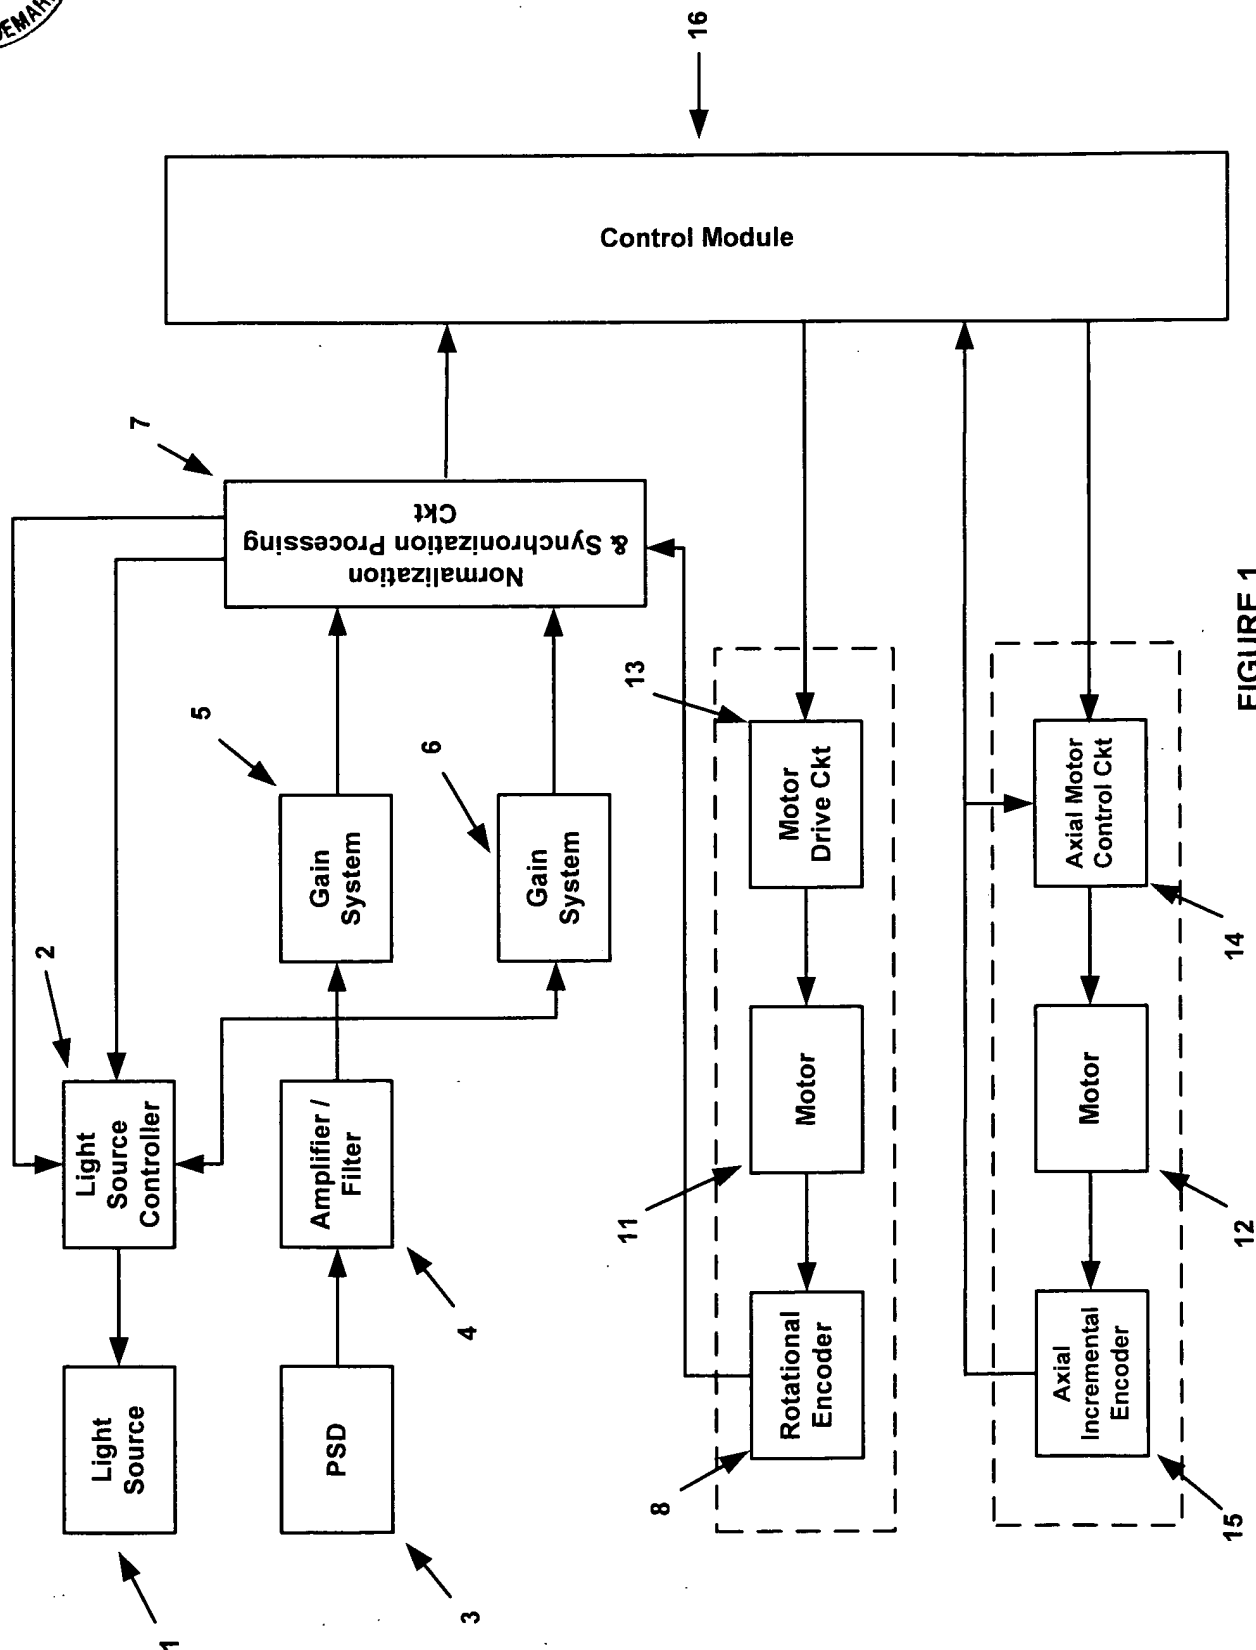 16
Control Module
7
Normalization
& Synchronization Processing
Ckt
5
Gain
System
6
Gain
System
2
Light
Source
Controller
Amplifier /
Filter
4
Light
Source
1
PSD
3
13
Motor
Drive Ckt
Motor
11
Rotational
Encoder
8
Axial Motor
Control Ckt
14
Motor
12
Axial
Incremental
Encoder
15
FIGURE 1